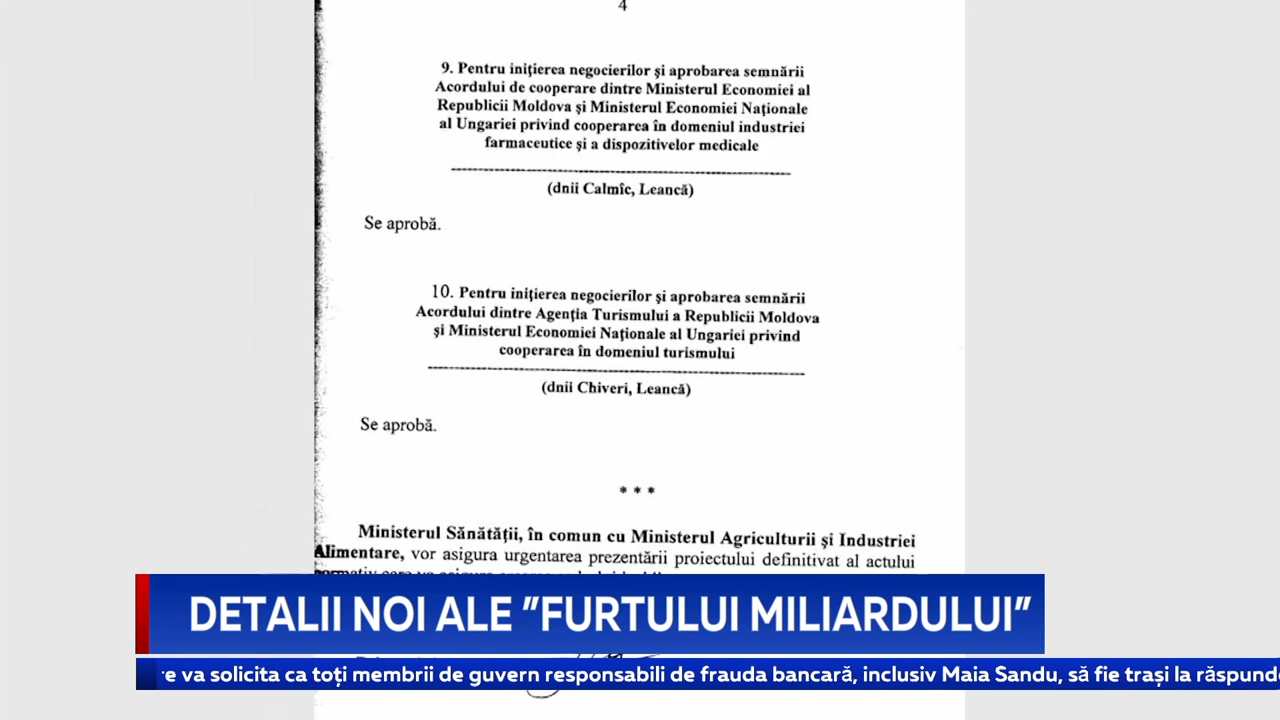 4
9. Pentru inițierea negocierilor și aprobarea semnării
Acordului de cooperare dintre Ministerul Economiei al
Republicii Moldova și Ministerul Economiei Naționale
al Ungariei privind cooperarea în domeniul industriei
farmaceutice și a dispozitivelor medicale
(dnii Calmîc, Leancă)
Se aprobă.
10. Pentru inițierea negocierilor și aprobarea semnării
Acordului dintre Agenția Turismului a Republicii Moldova
și Ministerul Economiei Naționale al Ungariei privind
cooperarea în domeniul turismului
(dnii Chiveri, Leancă)
Se aprobă.
* * *
Ministerul Sănătății, în comun cu Ministerul Agriculturii și Industriei
Alimentare, vor asigura urgentarea prezentării proiectului definitivat al actului
DETALII NOI ALE ”FURTULUI MILIARDULUI”
va solicita ca toți membrii de guvern responsabili de frauda bancară, inclusiv Maia Sandu, să fie trași la